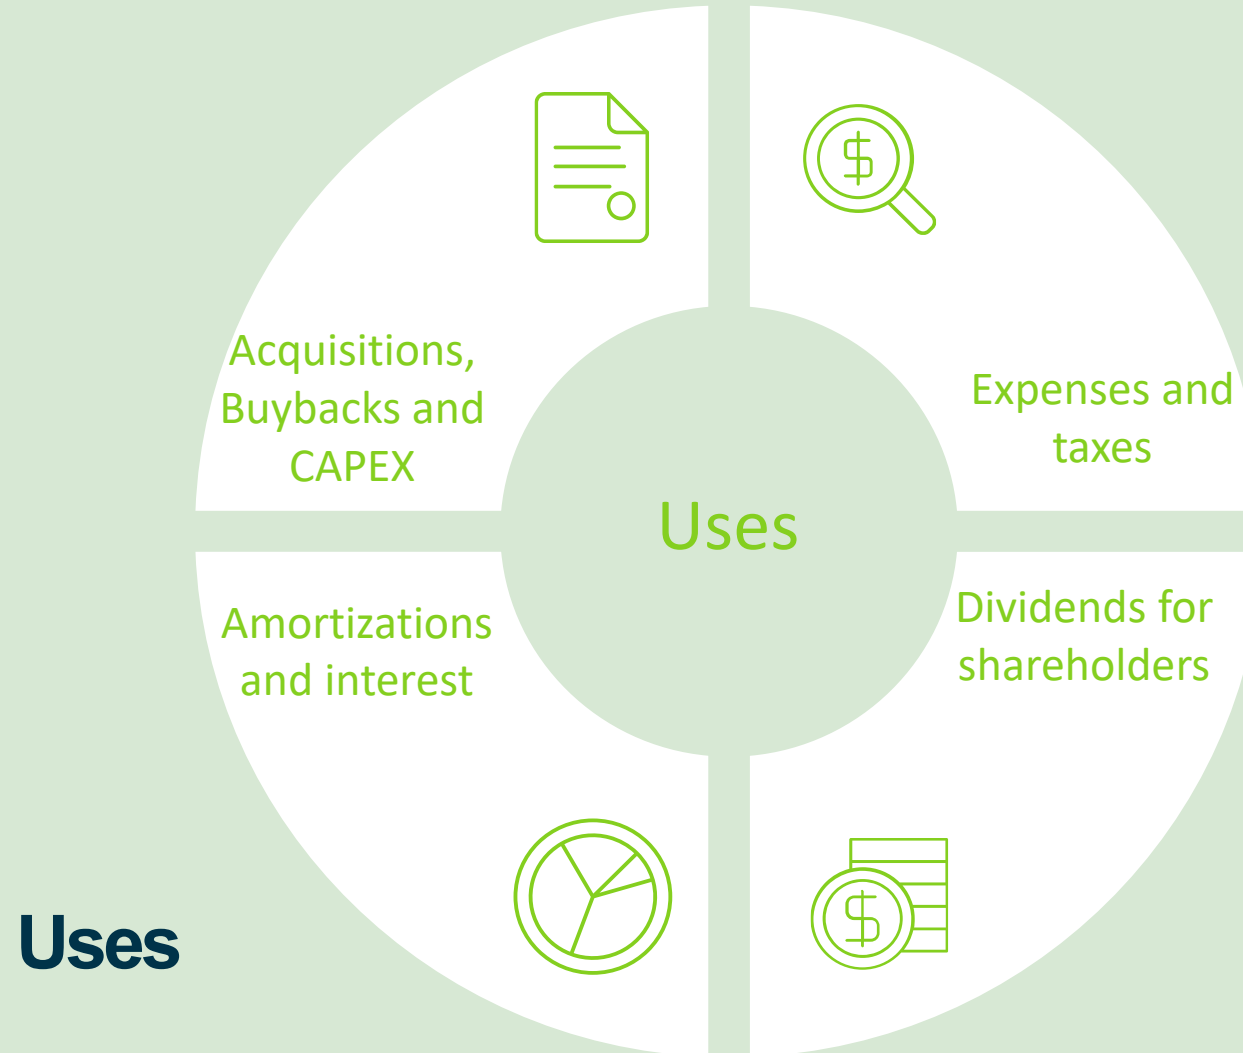 Acquisitions,
Buybacks and
CAPEX
Expenses and
taxes
Uses
Amortizations
and interest
Dividends for
shareholders
$
$
Uses